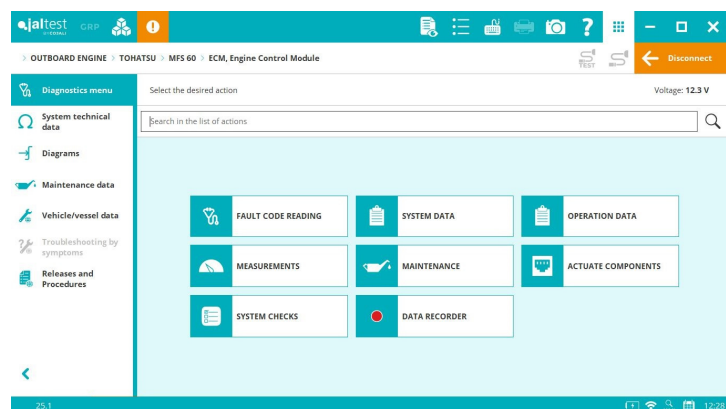 jaltest GRP
BY COJALI
> OUTBOARD ENGINE > TOHATSU > MFS 60 > ECM, Engine Control Module
TEST
Disconnect
Diagnostics menu
System technical
data
Diagrams
Maintenance data
Vehicle/vessel data
Troubleshooting by
symptoms
Releases and
Procedures
Select the desired action
Voltage: 12.3 V
Search in the list of actions
FAULT CODE READING
SYSTEM DATA
OPERATION DATA
MEASUREMENTS
MAINTENANCE
ACTUATE COMPONENTS
SYSTEM CHECKS
DATA RECORDER
25.1
12:28